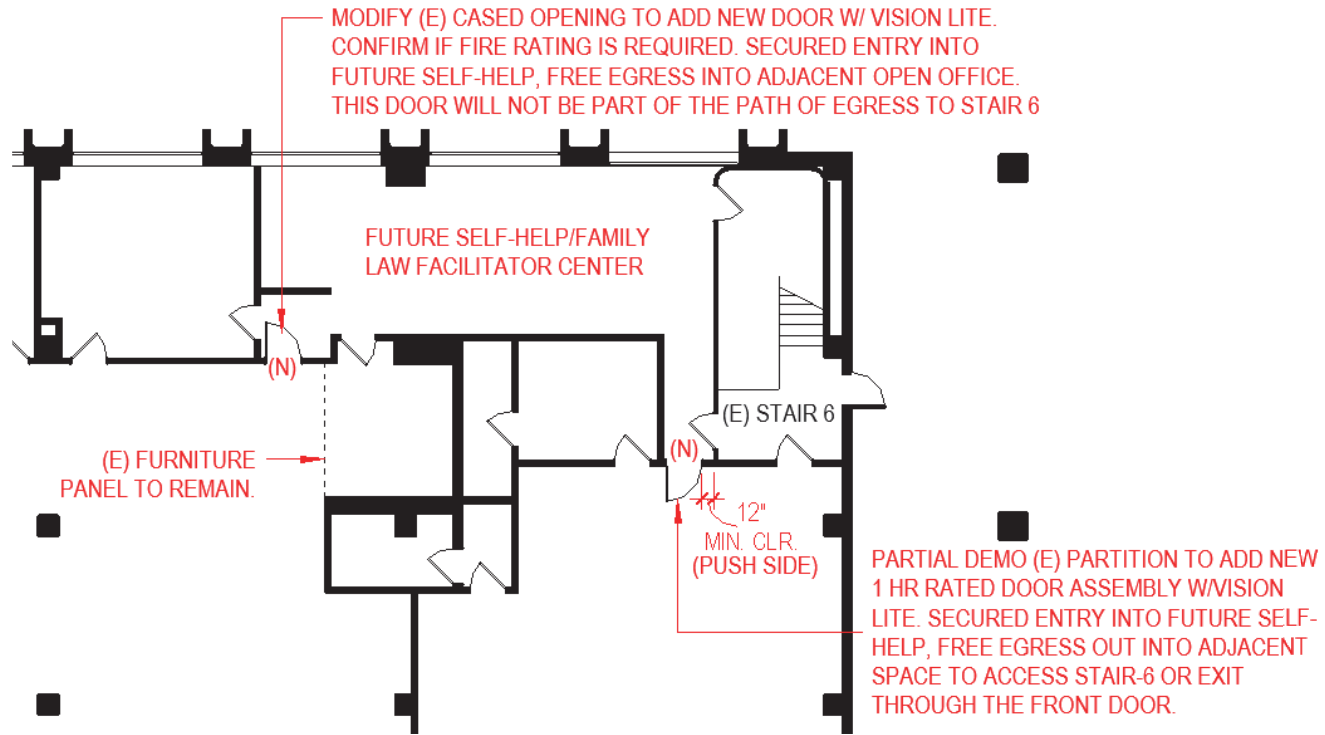 MODIFY (E) CASED OPENING TO ADD NEW DOOR W/ VISION LITE.
CONFIRM IF FIRE RATING IS REQUIRED. SECURED ENTRY INTO
FUTURE SELF-HELP, FREE EGRESS INTO ADJACENT OPEN OFFICE.
THIS DOOR WILL NOT BE PART OF THE PATH OF EGRESS TO STAIR 6
FUTURE SELF-HELP/FAMILY
LAW FACILITATOR CENTER
(N)
(E) STAIR 6
(N)
(E) FURNITURE
PANEL TO REMAIN.
12"
MIN. CLR.
(PUSH SIDE)
PARTIAL DEMO (E) PARTITION TO ADD NEW
1 HR RATED DOOR ASSEMBLY W/VISION
LITE. SECURED ENTRY INTO FUTURE SELF-
HELP, FREE EGRESS OUT INTO ADJACENT
SPACE TO ACCESS STAIR-6 OR EXIT
THROUGH THE FRONT DOOR.